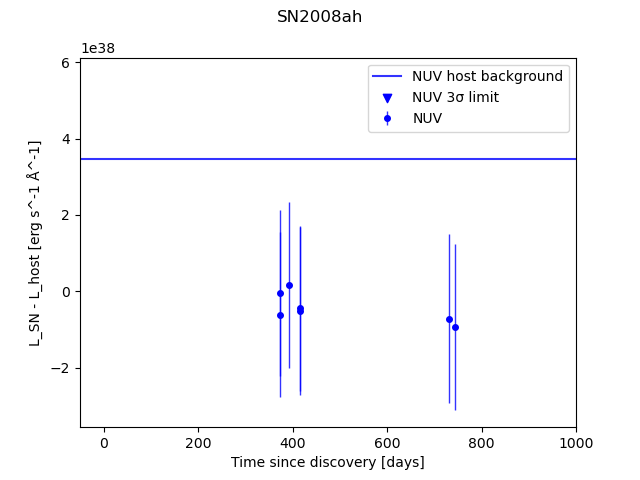 SN2008ah
1e38
NUV host background
NUV 3σ limit
NUV
6
4
2
0
−2
L_SN - L_host [erg s^-1 Å^-1]
0 200 400 600 800 1000
Time since discovery [days]